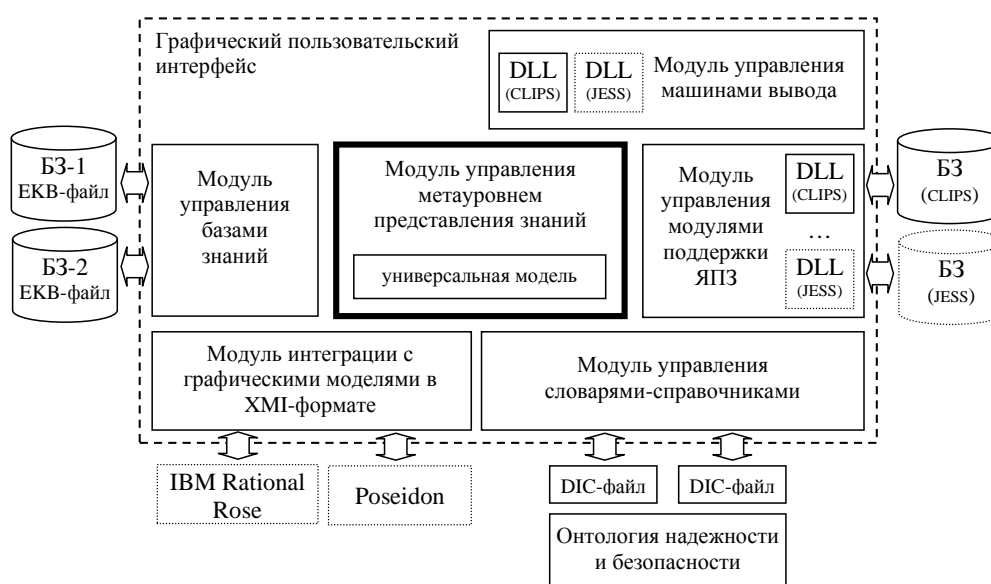 Графический пользовательский
интерфейс
DLL
(CLIPS)
DLL
(JESS)
Модуль управления
машинами вывода
БЗ-1
ЕКВ-файл
БЗ-2
ЕКВ-файл
Модуль
управления
базами
знаний
Модуль управления
метауровнем
представления знаний
универсальная модель
Модуль
управления
модулями
поддержки
ЯПЗ
DLL
(CLIPS)
...
DLL
(JESS)
БЗ
(CLIPS)
БЗ
(JESS)
Модуль интеграции с
графическими моделями в
XMI-формате
Модуль управления
словарями-справочниками
IBM Rational
Rose
Poseidon
DIC-файл
DIC-файл
Онтология надежности
и безопасности